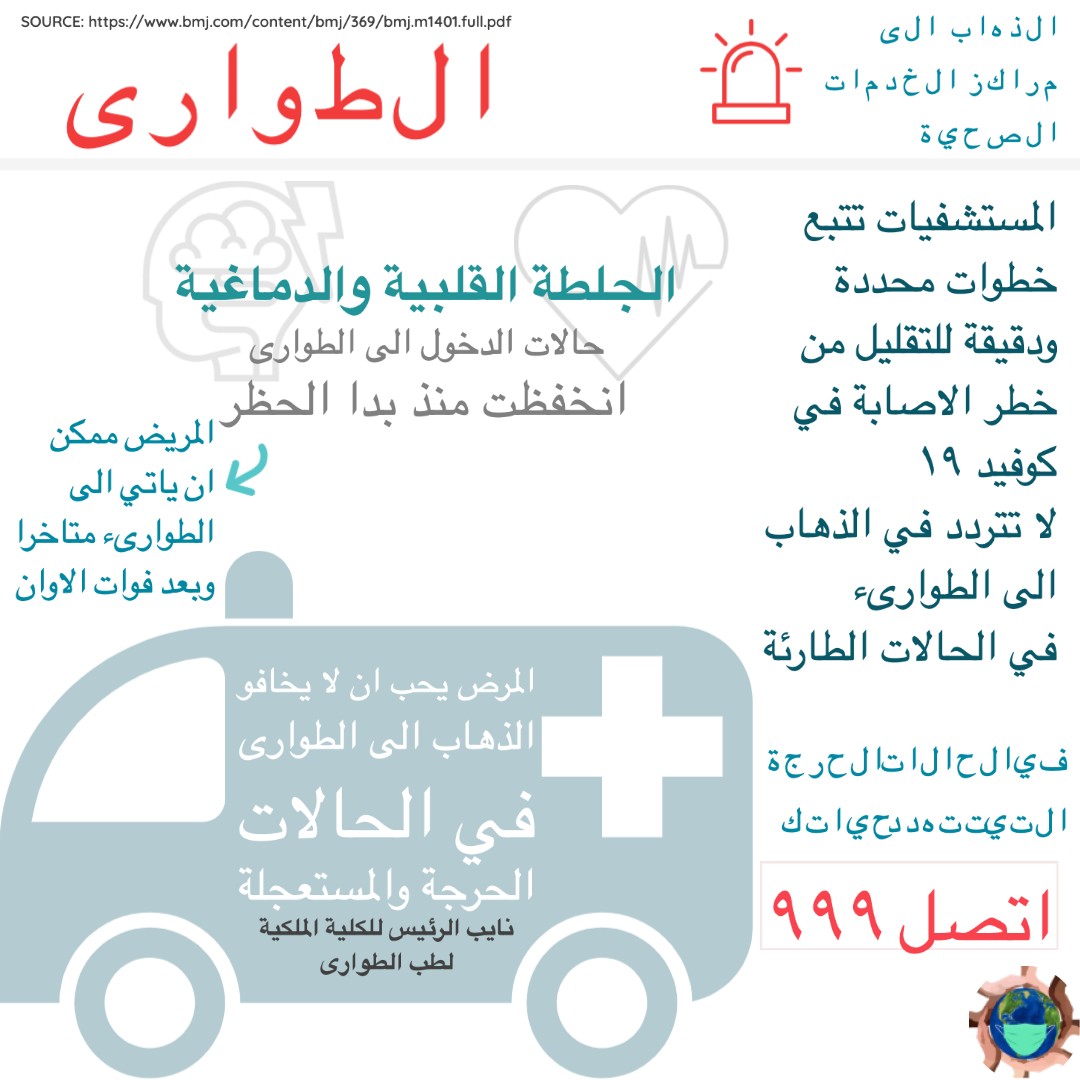 SOURCE: https://www.bmj.com/content/bmj/369/bmj.m1401.full.pdf
الطوارى
الذهاب الى
مراكز الخدمات
الصحية
المستشفيات تتبع
خطوات محددة
ودقيقة للتقليل من
خطر الاصابة في
كوفيد ١٩
لا تتردد في الذهاب
الى الطوارىء
في الحالات الطارئة
الجلطة القلبية والدماغية
حالات الدخول الى الطوارى
انخفظت منذ بدا الحظر
المريض ممكن
ان ياتي الى
الطوارىء متاخرا
وبعد فوات الاوان
المرض يحب ان لا يخافو
الذهاب الى الطوارى
في الحالات
الحرجة والمستعجلة
نايب الرئيس للكلية الملكية
لطب الطوارى
في الحالات الحرجة
التي تتهدد حياتك
اتصل ٩٩٩